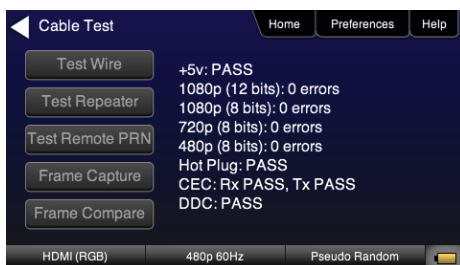 Cable Test
Home
Preferences
Help
Test Wire
Test Repeater
Test Remote PRN
Frame Capture
Frame Compare
+5v: PASS
1080p (12 bits): 0 errors
1080p (8 bits): 0 errors
720p (8 bits): 0 errors
480p (8 bits): 0 errors
Hot Plug: PASS
CEC: Rx PASS, Tx PASS
DDC: PASS
HDMI (RGB)
480p 60Hz
Pseudo Random